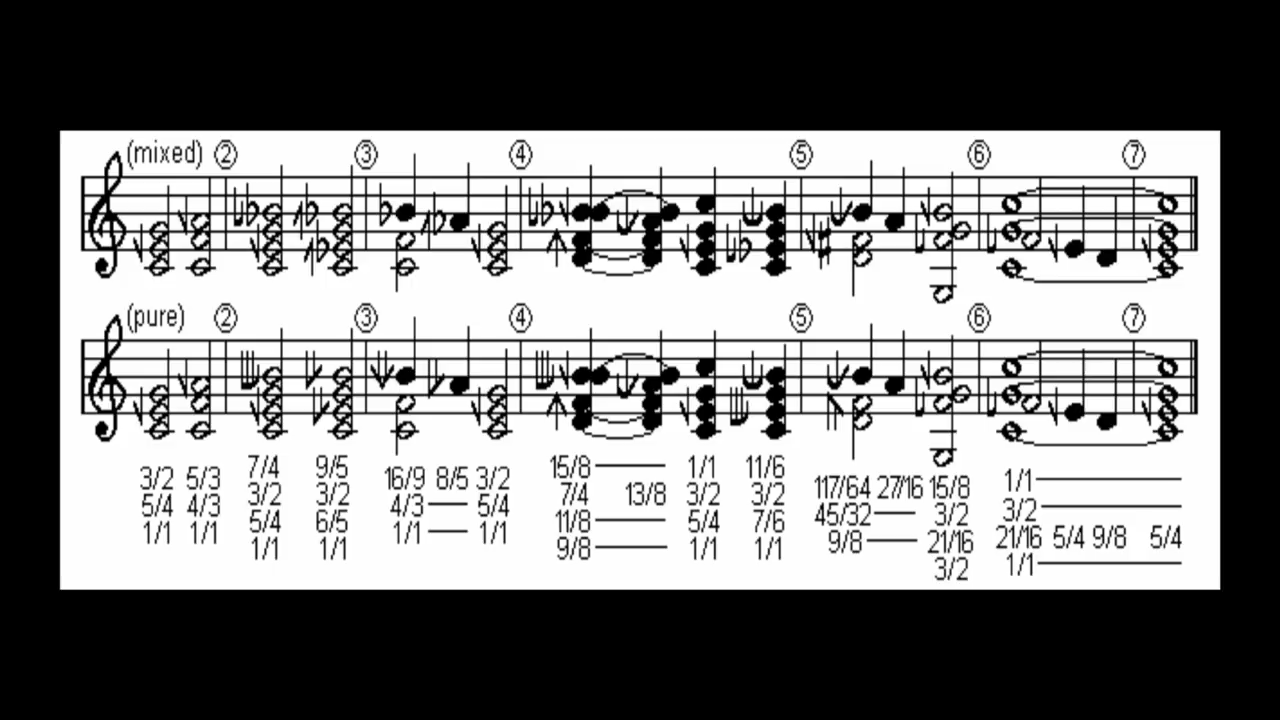 (mixed) ② ③ ④ ⑤ ⑥ ⑦
(pure) ② ③ ④ ⑤ ⑥ ⑦
7/4 9/5 15/8 1/1 11/6
3/2 5/3 3/2 3/2 16/9 8/5 3/2 7/4 13/8 3/2 3/2 117/64 27/16 15/8 1/1
5/4 4/3 5/4 6/5 4/3 5/4 11/8 5/4 7/6 45/32 3/2 3/2
1/1 1/1 1/1 1/1 1/1 1/1 9/8 1/1 1/1 9/8 21/16 21/16 5/4 9/8 5/4
3/2 1/1